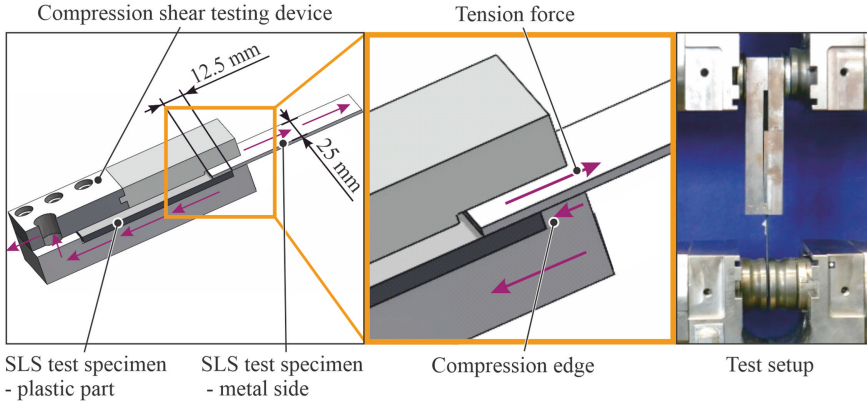 Compression shear testing device
Tension force
12.5 mm
25 mm
SLS test specimen
- plastic part
SLS test specimen
- metal side
Compression edge
Test setup